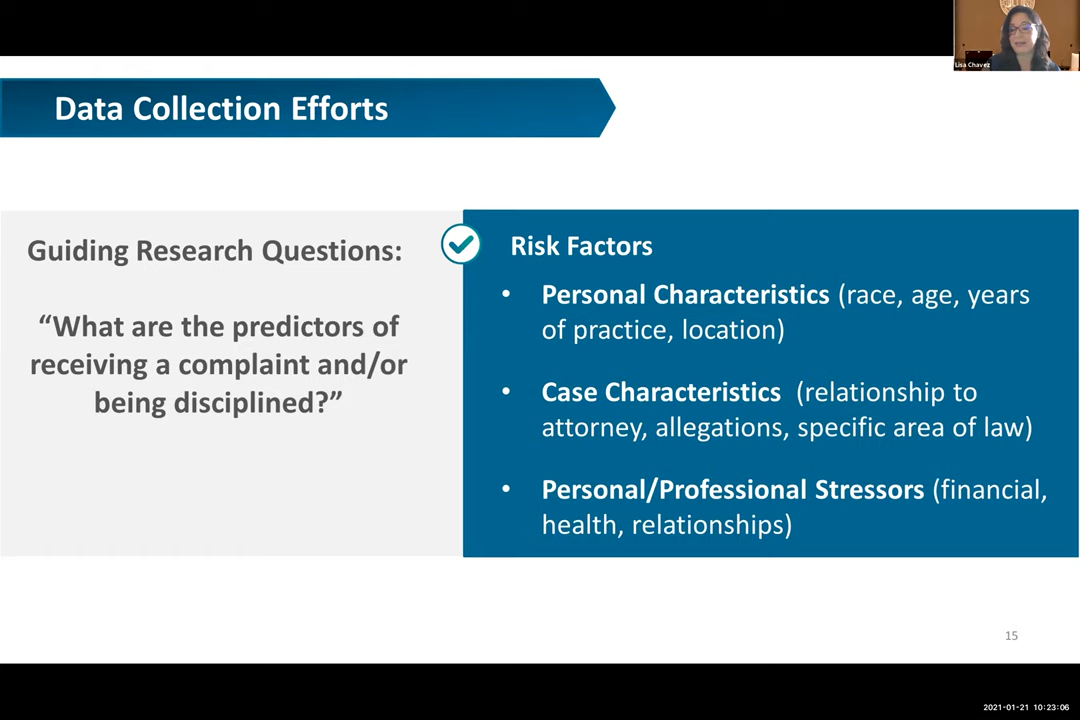 Lisa Chavez
Data Collection Efforts
Guiding Research Questions:
“What are the predictors of
receiving a complaint and/or
being disciplined?”
Risk Factors
• Personal Characteristics (race, age, years
of practice, location)
• Case Characteristics (relationship to
attorney, allegations, specific area of law)
• Personal/Professional Stressors (financial,
health, relationships)
15
2021-01-21 10:23:06